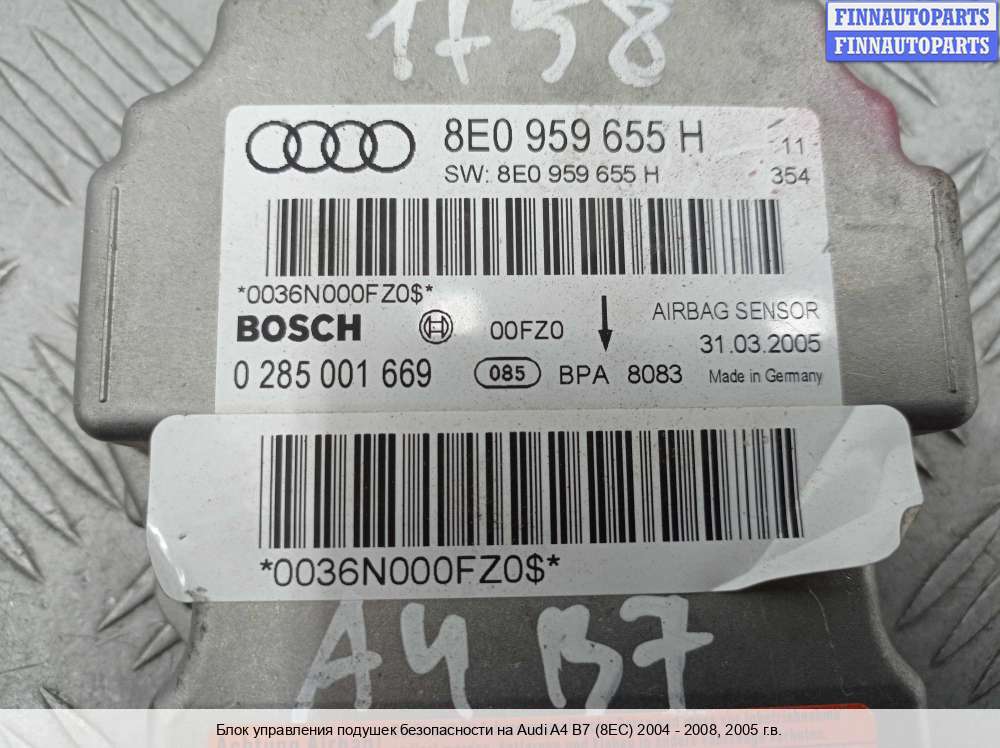 FINNAUTOPARTS
FINNAUTOPARTS
1758
8E0 959 655 H
11
SW: 8E0 959 655 H
354
*0036N000FZ0$*
AIRBAG SENSOR
BOSCH
00FZ0
31.03.2005
0 285 001 669
085
BPA 8083
Made in Germany
*0036N000FZ0$*
A4 B7
Блок управления подушек безопасности на Audi A4 B7 (8EC) 2004 - 2008, 2005 г.в.